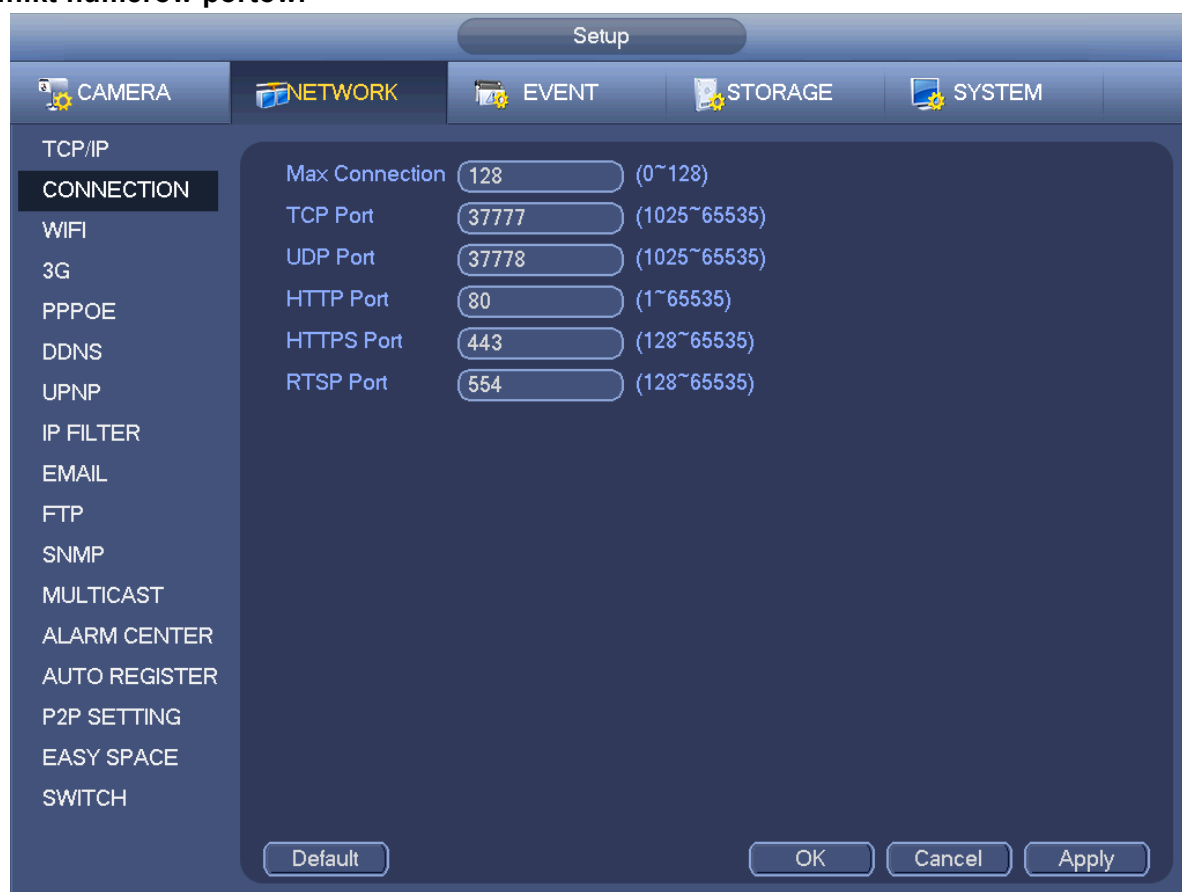 numerów portów.
Setup
CAMERA NETWORK EVENT STORAGE SYSTEM
TCP/IP
CONNECTION
WIFI
3G
PPPOE
DDNS
UPNP
IP FILTER
EMAIL
FTP
SNMP
MULTICAST
ALARM CENTER
AUTO REGISTER
P2P SETTING
EASY SPACE
SWITCH
Max Connection 128 (0~128)
TCP Port 37777 (1025~65535)
UDP Port 37778 (1025~65535)
HTTP Port 80 (1~65535)
HTTPS Port 443 (128~65535)
RTSP Port 554 (128~65535)
Default OK Cancel Apply